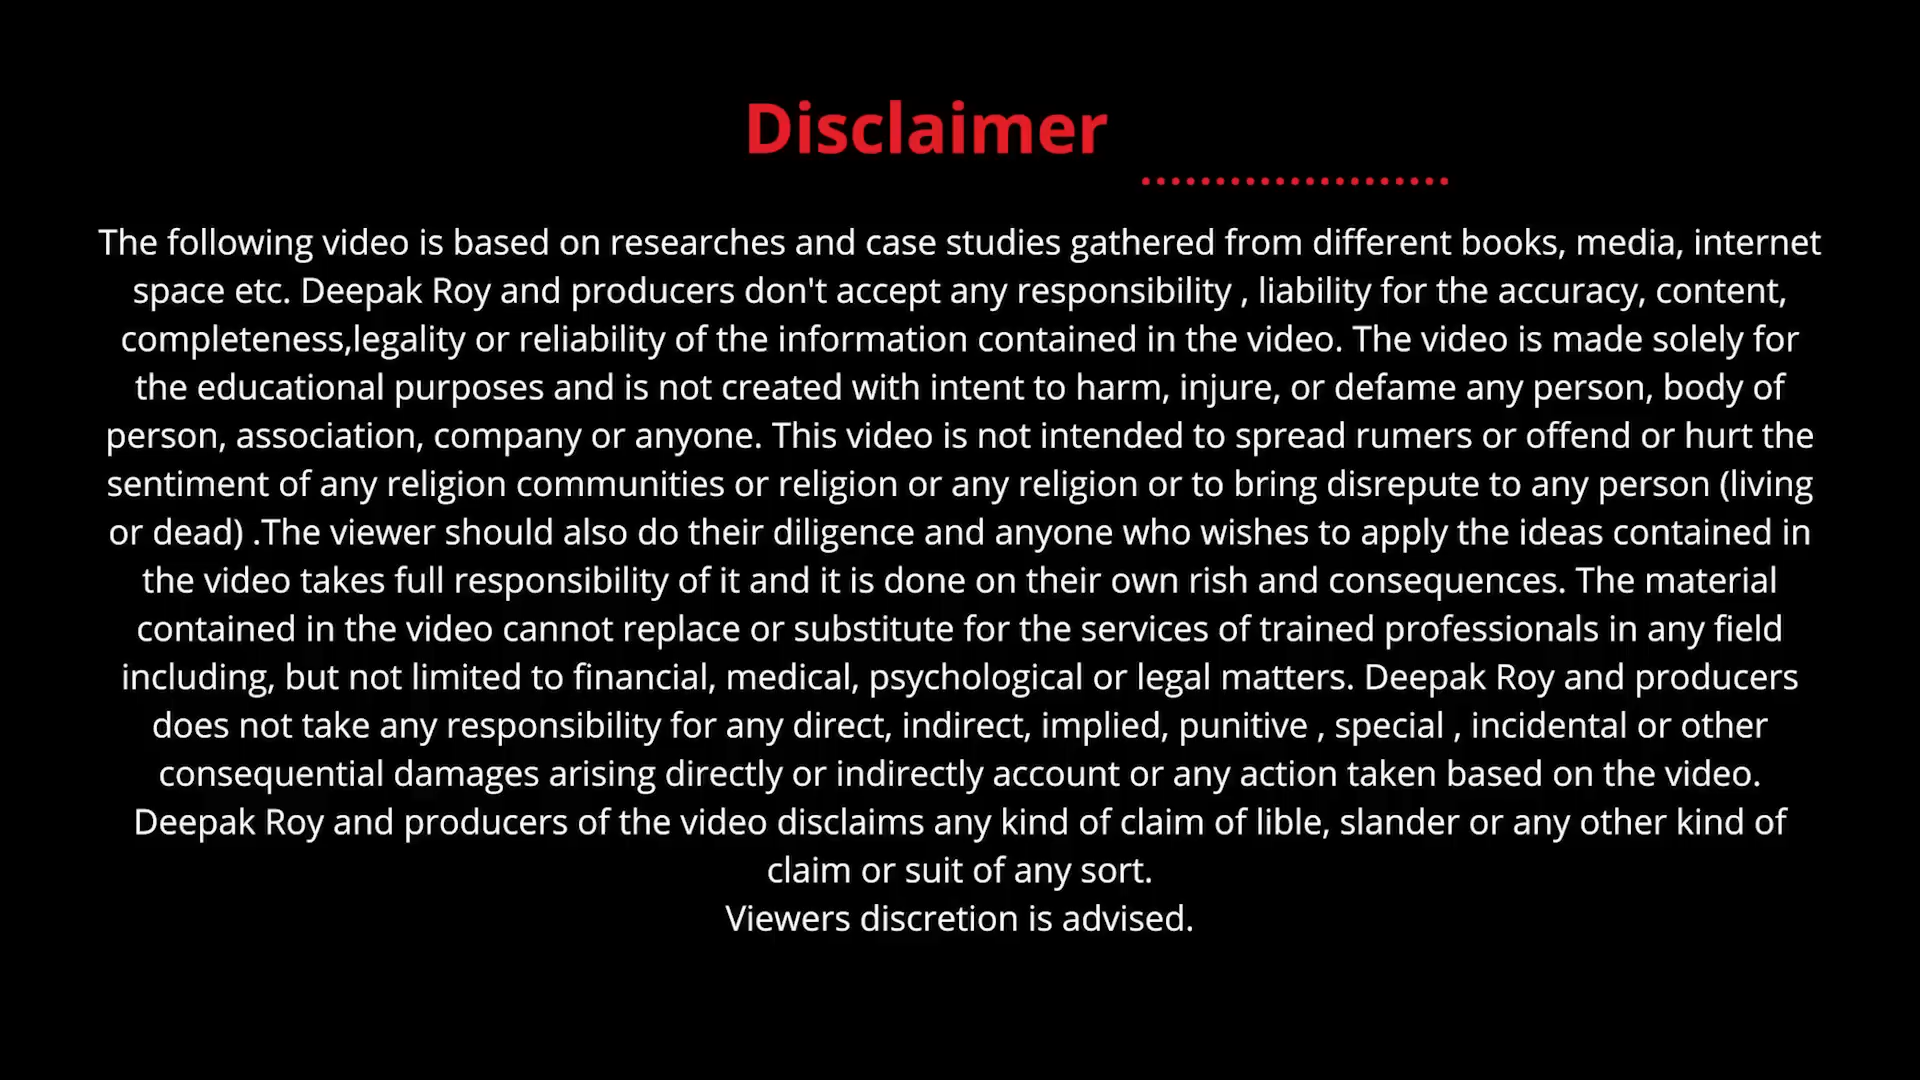 Disclaimer
The following video is based on researches and case studies gathered from different books, media, internet
space etc. Deepak Roy and producers don't accept any responsibility , liability for the accuracy, content,
completeness,legality or reliability of the information contained in the video. The video is made solely for
the educational purposes and is not created with intent to harm, injure, or defame any person, body of
person, association, company or anyone. This video is not intended to spread rumers or offend or hurt the
sentiment of any religion communities or religion or any religion or to bring disrepute to any person (living
or dead) .The viewer should also do their diligence and anyone who wishes to apply the ideas contained in
the video takes full responsibility of it and it is done on their own rish and consequences. The material
contained in the video cannot replace or substitute for the services of trained professionals in any field
including, but not limited to financial, medical, psychological or legal matters. Deepak Roy and producers
does not take any responsibility for any direct, indirect, implied, punitive , special , incidental or other
consequential damages arising directly or indirectly account or any action taken based on the video.
Deepak Roy and producers of the video disclaims any kind of claim of lible, slander or any other kind of
claim or suit of any sort.
Viewers discretion is advised.